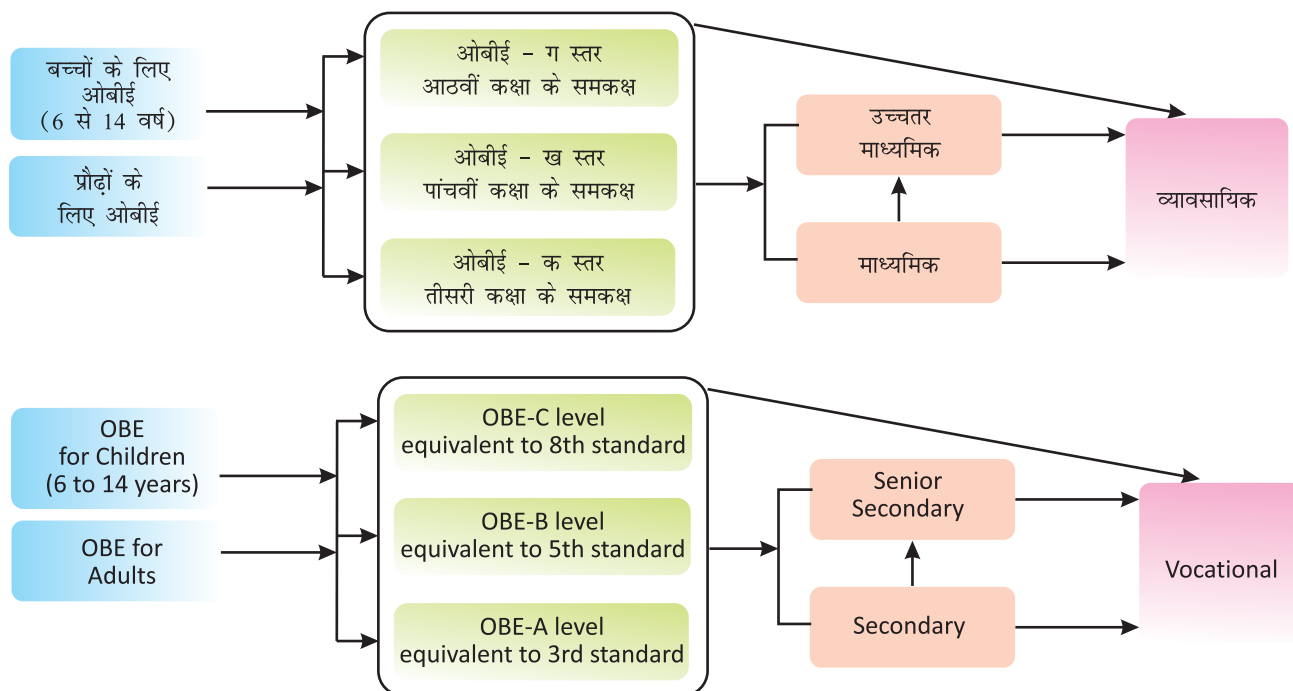 बच्चों के लिए
ओबीई
(6 से 14 वर्ष)
प्रौढ़ों के
लिए ओबीई
ओबीई - ग स्तर
आठवीं कक्षा के समकक्ष
ओबीई - ख स्तर
पांचवीं कक्षा के समकक्ष
ओबीई - क स्तर
तीसरी कक्षा के समकक्ष
उच्चतर
माध्यमिक
माध्यमिक
व्यावसायिक
OBE
for Children
(6 to 14 years)
OBE for
Adults
OBE-C level
equivalent to 8th standard
OBE-B level
equivalent to 5th standard
OBE-A level
equivalent to 3rd standard
Senior
Secondary
Secondary
Vocational